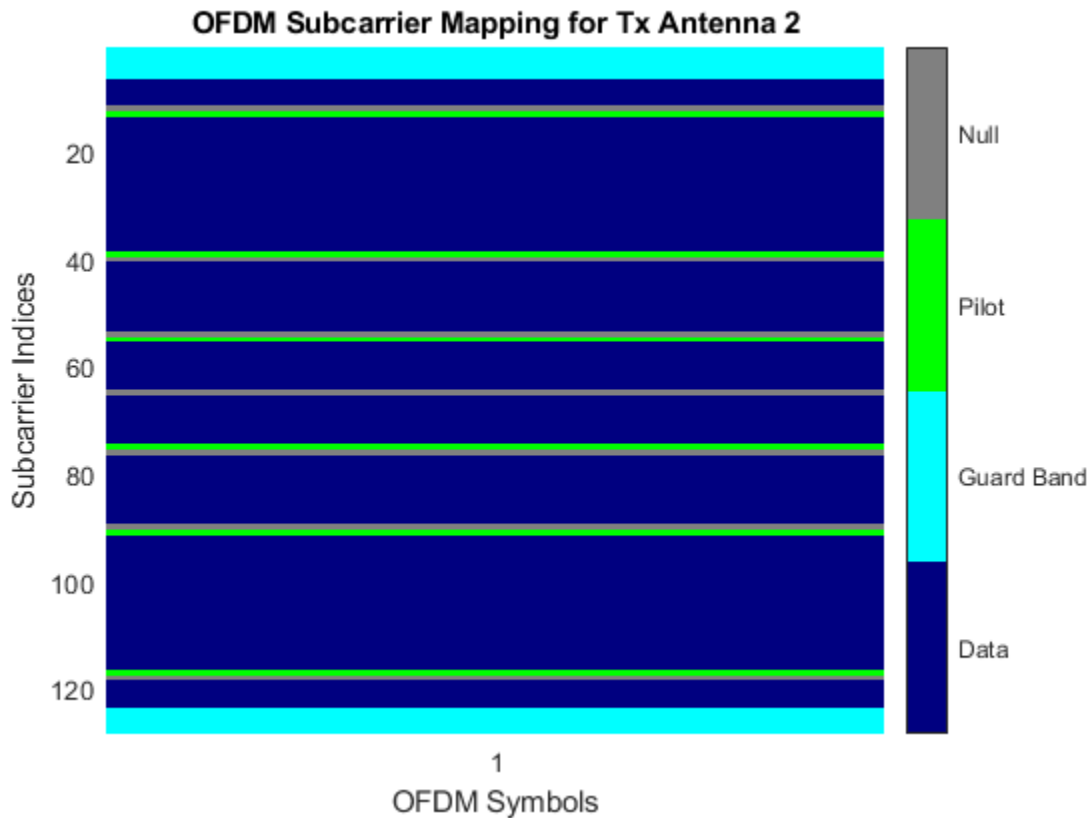 OFDM Subcarrier Mapping for Tx Antenna 2
Subcarrier Indices
20
40
60
80
100
120
1
OFDM Symbols
Null
Pilot
Guard Band
Data